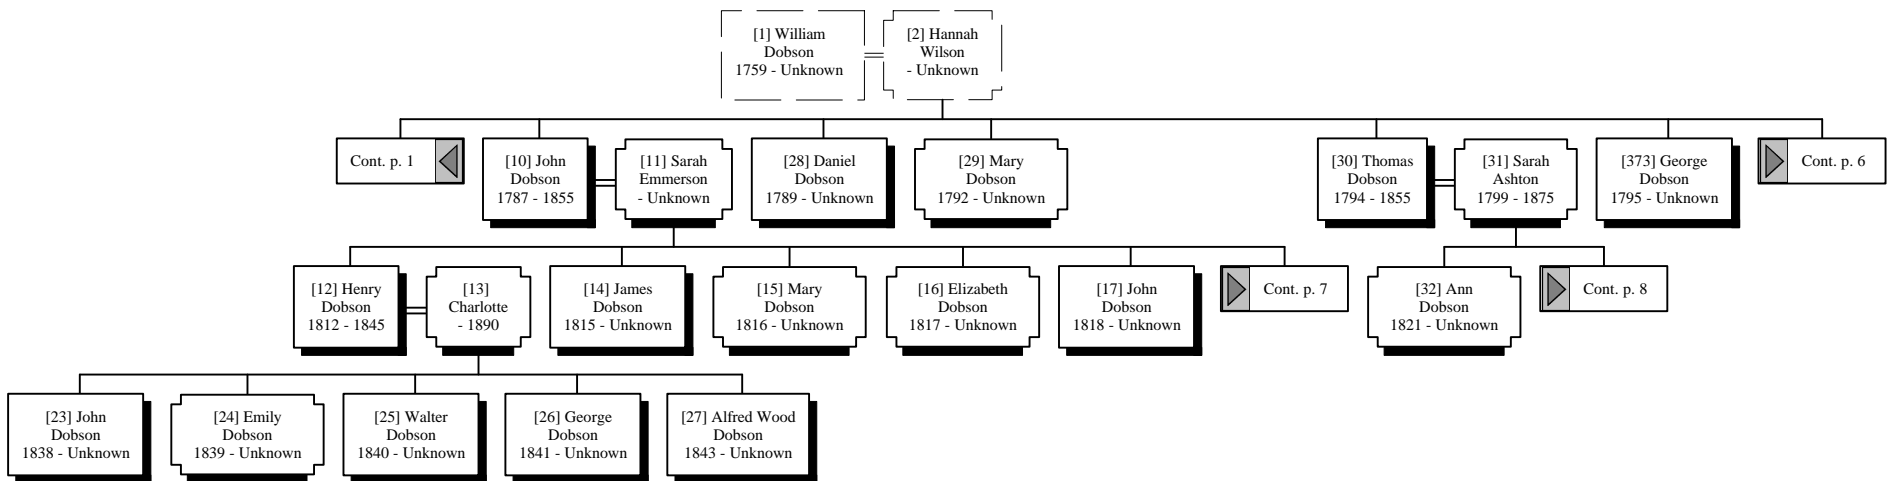 [1] William
Dobson
1759 - Unknown
[2] Hannah
Wilson
- Unknown
Cont. p. 1
[10] John
Dobson
1787 - 1855
[11] Sarah
Emmerson
- Unknown
[28] Daniel
Dobson
1789 - Unknown
[29] Mary
Dobson
1792 - Unknown
[30] Thomas
Dobson
1794 - 1855
[31] Sarah
Ashton
1799 - 1875
[373] George
Dobson
1795 - Unknown
Cont. p. 6
[12] Henry
Dobson
1812 - 1845
[13]
Charlotte
- 1890
[14] James
Dobson
1815 - Unknown
[15] Mary
Dobson
1816 - Unknown
[16] Elizabeth
Dobson
1817 - Unknown
[17] John
Dobson
1818 - Unknown
Cont. p. 7
[32] Ann
Dobson
1821 - Unknown
Cont. p. 8
[23] John
Dobson
1838 - Unknown
[24] Emily
Dobson
1839 - Unknown
[25] Walter
Dobson
1840 - Unknown
[26] George
Dobson
1841 - Unknown
[27] Alfred Wood
Dobson
1843 - Unknown